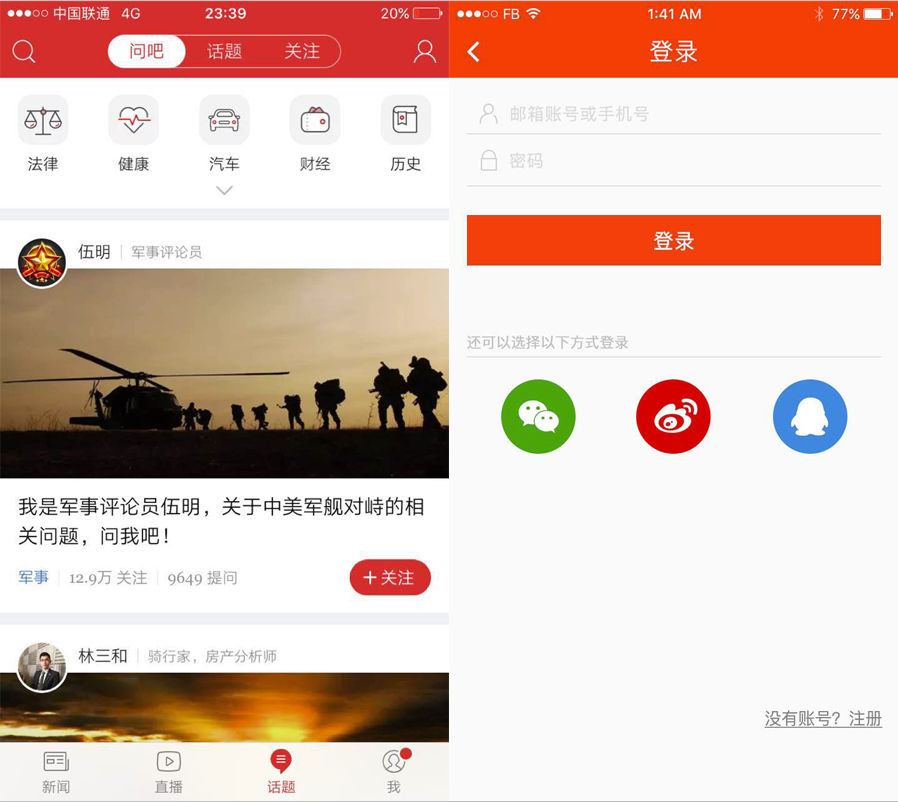 中国联通 4G 23:39 20%
问吧 话题 关注
法律 健康 汽车 财经 历史
伍明 军事评论员
我是军事评论员伍明，关于中美军舰对峙的相
关问题，问我吧！
军事 12.9万 关注 9649 提问 +关注
林三和 骑行家，房产分析师
新闻 直播 话题 我
FB 1:41 AM 77%
登录
邮箱账号或手机号
密码
登录
还可以选择以下方式登录
没有账号？注册